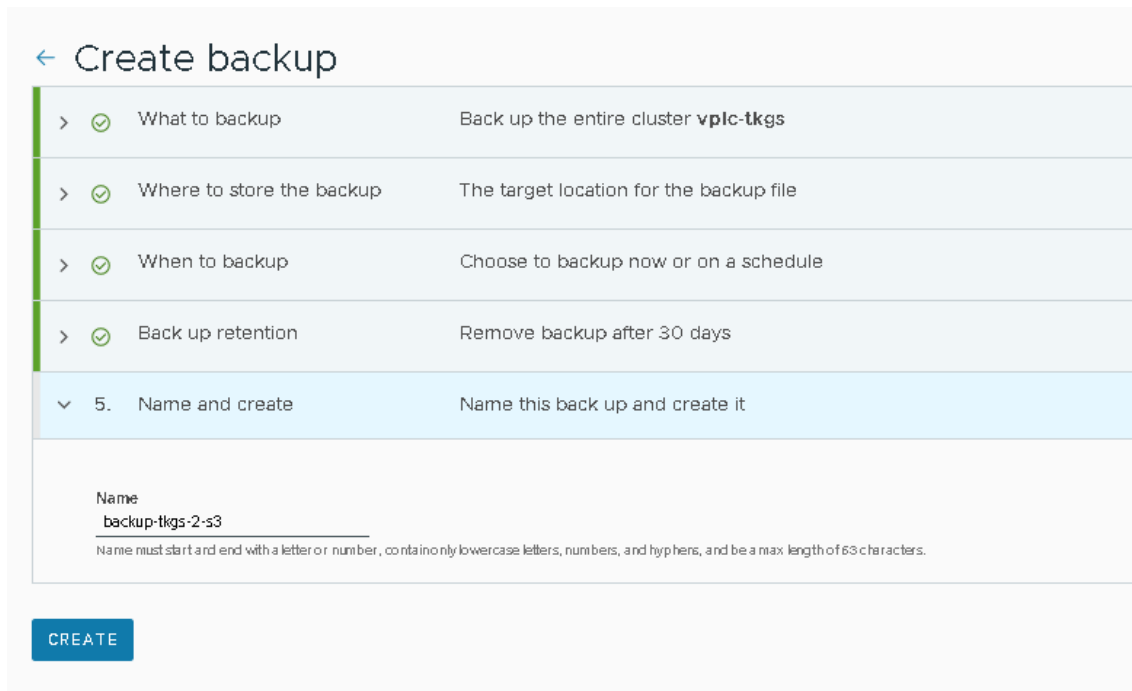 Create backup
What to backup Back up the entire cluster vplc-tkgs
Where to store the backup The target location for the backup file
When to backup Choose to backup now or on a schedule
Back up retention Remove backup after 30 days
5. Name and create Name this back up and create it
Name
backup-tkgs-2-s3
Name must start and end with a letter or number, contain only lowercase letters, numbers, and hyphens, and be a max length of 63 characters.
CREATE